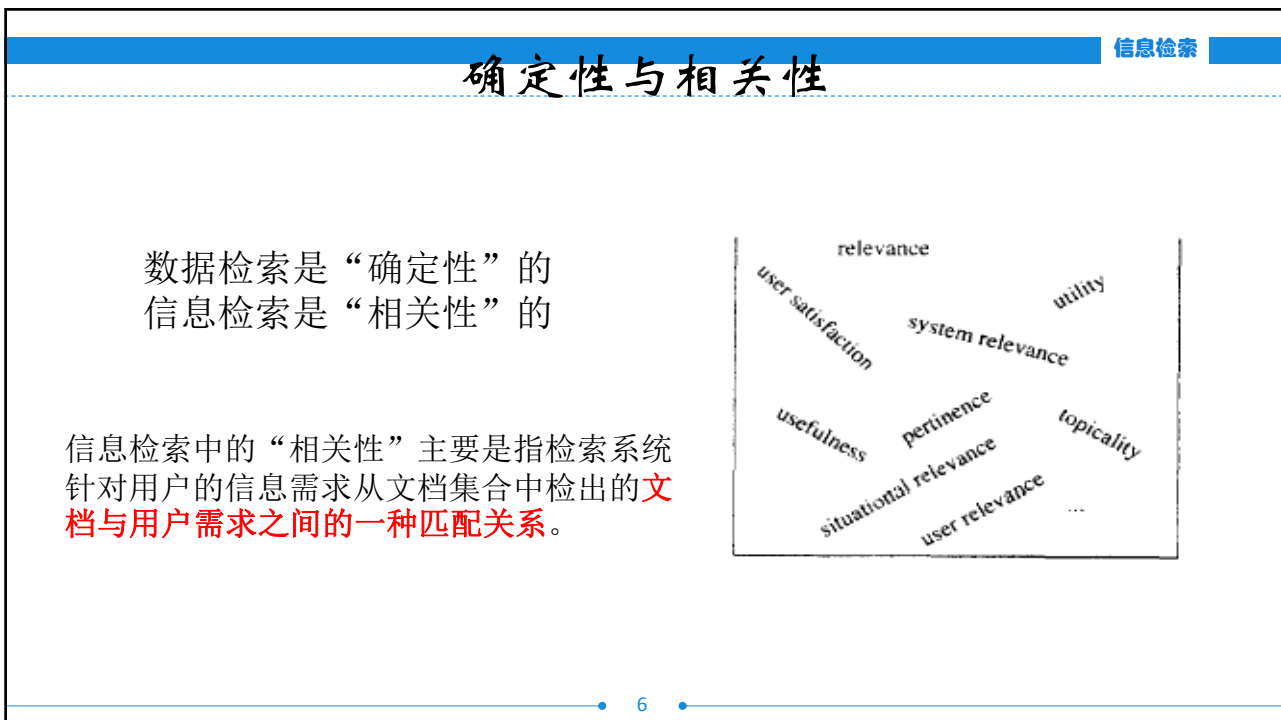 信息检索
确定性与相关性
数据检索是“确定性”的
信息检索是“相关性”的
信息检索中的“相关性”主要是指检索系统
针对用户的信息需求从文档集合中检出的文
档与用户需求之间的一种匹配关系。
relevance
user satisfaction
utility
system relevance
usefulness
pertinence
topicality
situational relevance
user relevance
...
6